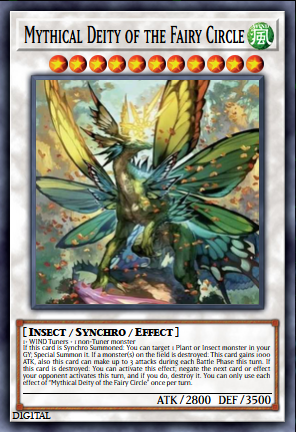 Mythical Deity of the Fairy Circle
風
[ Insect / Synchro / Effect ]
1+ WIND Tuners + 1 non-Tuner monster
If this card is Synchro Summoned: You can target 1 Plant or Insect monster in your
GY; Special Summon it. If a monster(s) on the field is destroyed: This card gains 1000
ATK, also this card can make up to 3 attacks during each Battle Phase this turn. If
this card is destroyed: You can activate this effect; negate the next card or effect
your opponent activates this turn, and if you do, destroy it. You can only use each
effect of "Mythical Deity of the Fairy Circle" once per turn.
ATK / 2800 DEF / 3500
DIGITAL